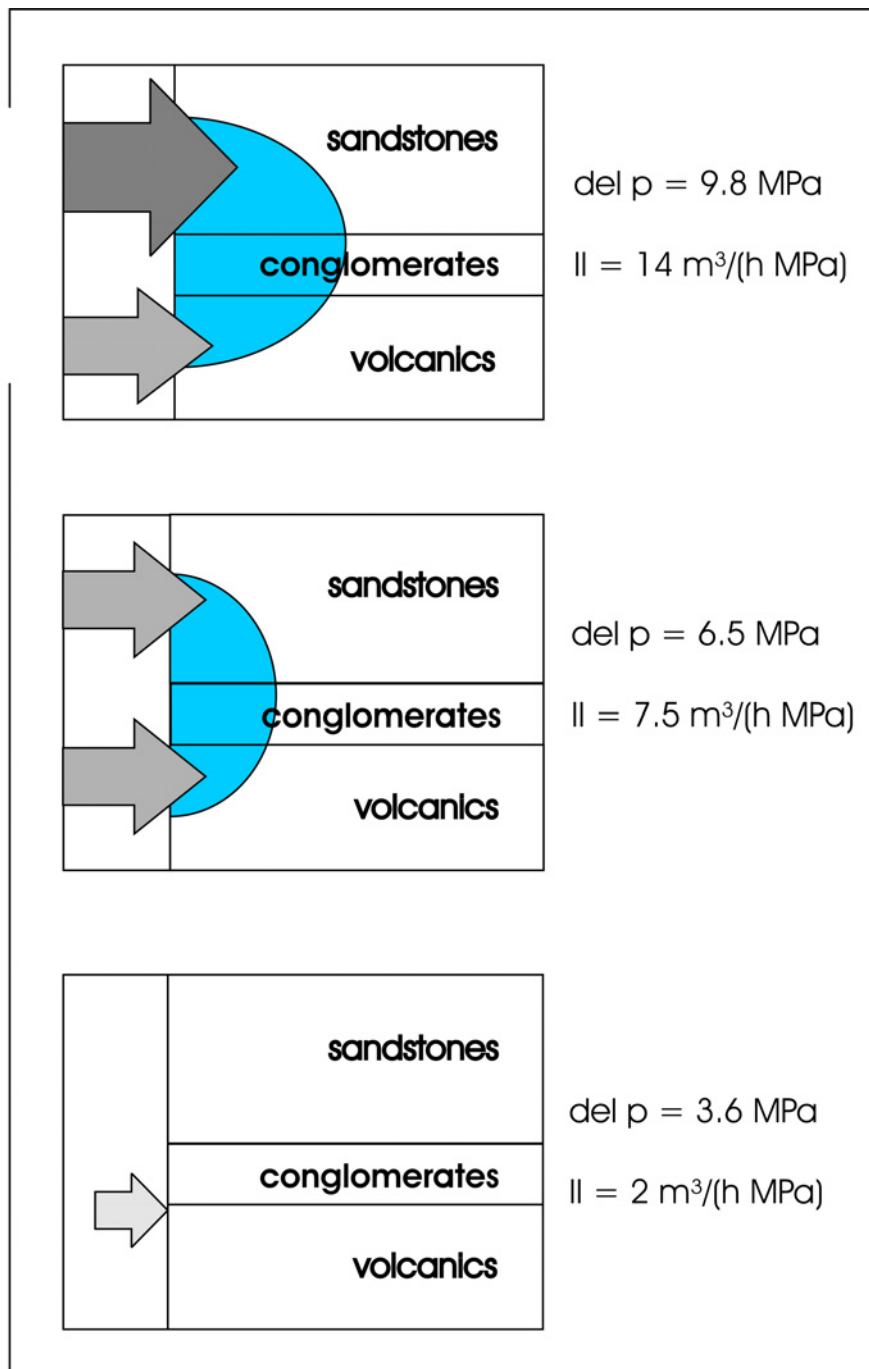 sandstones
conglomerates
volcanics
del p = 9.8 MPa
II = 14 m³/(h MPa)
sandstones
conglomerates
volcanics
del p = 6.5 MPa
II = 7.5 m³/(h MPa)
sandstones
conglomerates
volcanics
del p = 3.6 MPa
II = 2 m³/(h MPa)